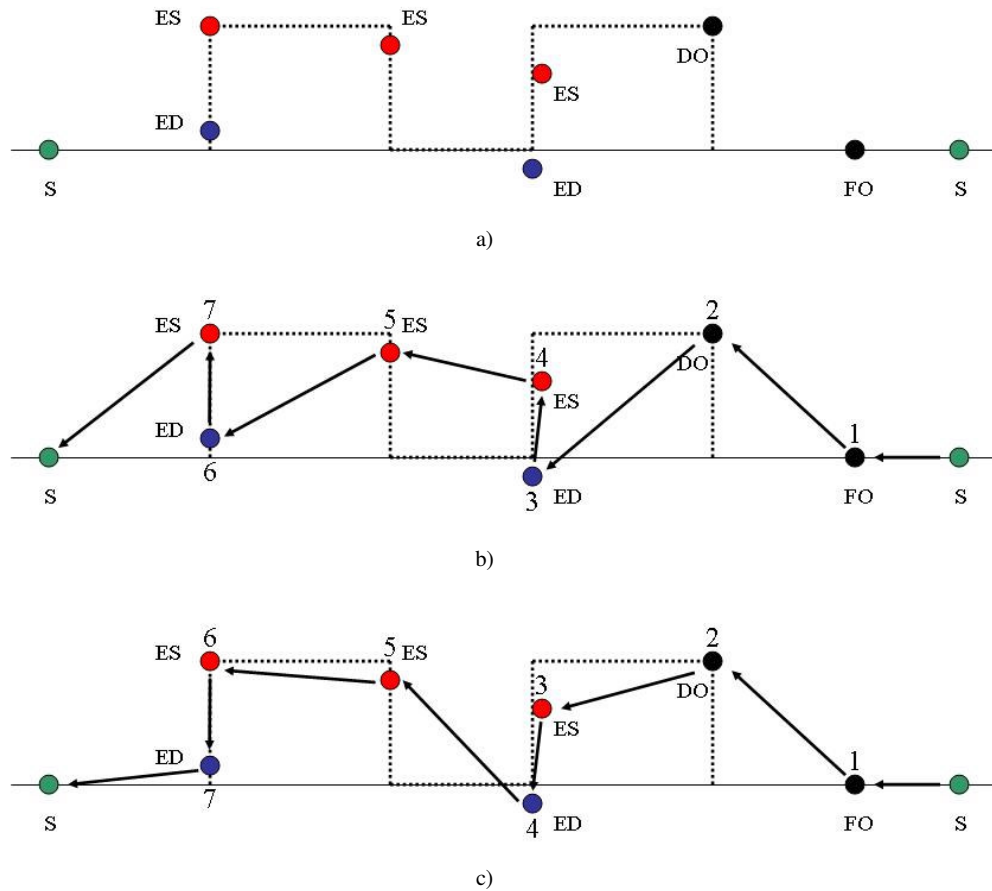 ES ES
DO
ES
ED
S ED FO S
a)
7 5 2
ES ES
4 DO
ES
ED 1
6
S 3 ED FO S
b)
6 5 2
ES ES
3 DO
ES
ED 1
7
S 4 ED FO S
c)